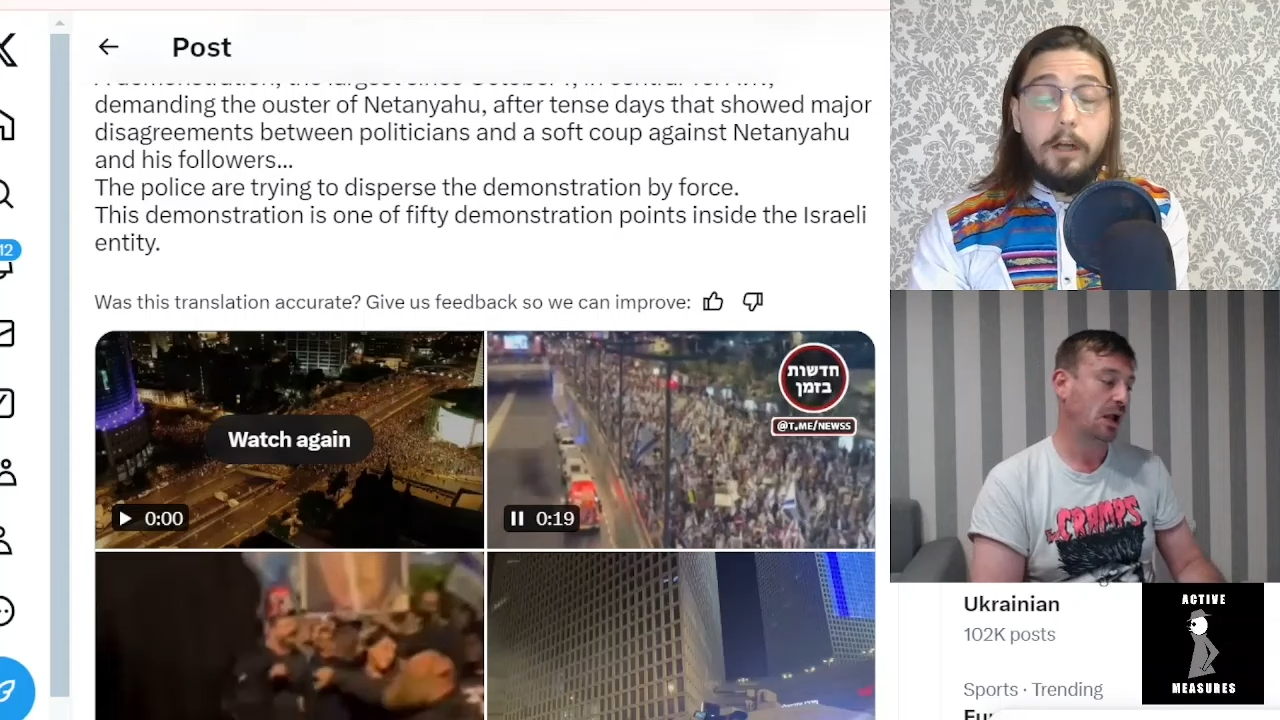 Post
demanding the ouster of Netanyahu, after tense days that showed major
disagreements between politicians and a soft coup against Netanyahu
and his followers...
The police are trying to disperse the demonstration by force.
This demonstration is one of fifty demonstration points inside the Israeli
entity.
12
Was this translation accurate? Give us feedback so we can improve:
Watch again
0:00
חדשות
בזמן
@T.ME/NEWSS
0:19
CRAMPS
Ukrainian
102K posts
Sports · Trending
ACTIVE
MEASURES